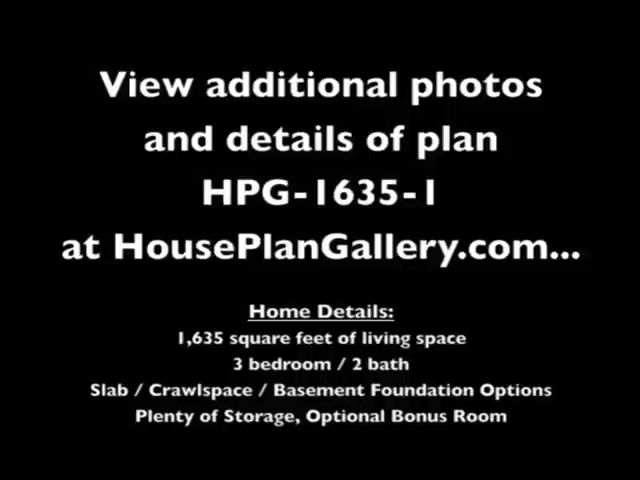 View additional photos
and details of plan
HPG-1635-1
at HousePlanGallery.com...
Home Details:
1,635 square feet of living space
3 bedroom / 2 bath
Slab / Crawlspace / Basement Foundation Options
Plenty of Storage, Optional Bonus Room